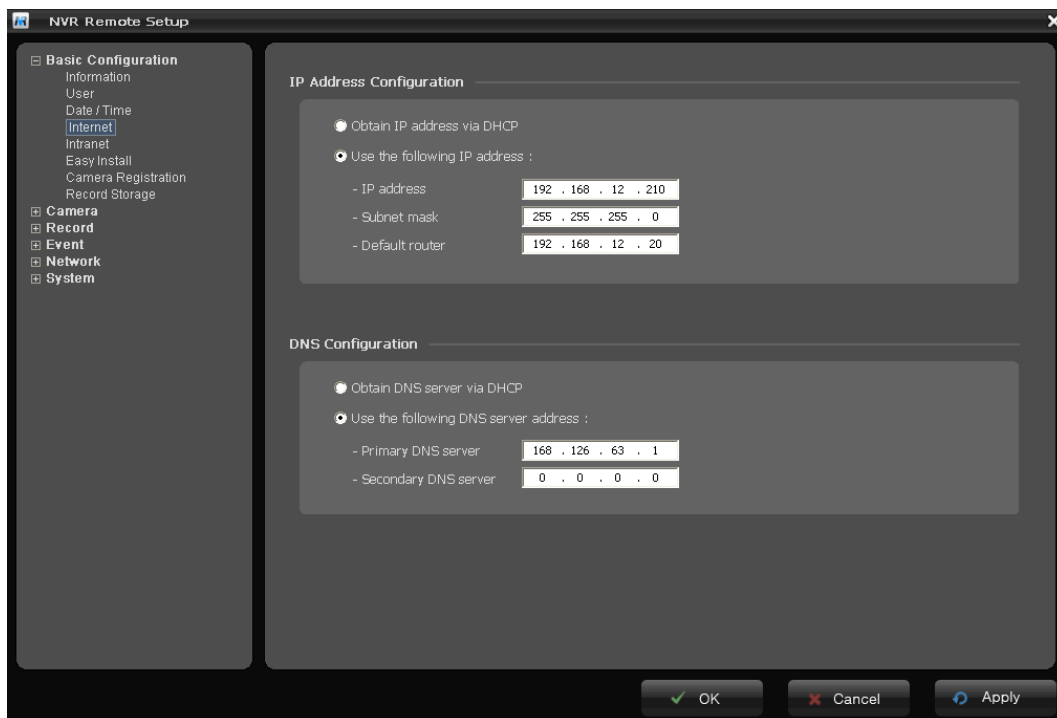 NVR Remote Setup
Basic Configuration
Information
User
Date / Time
Internet
Intranet
Easy Install
Camera Registration
Record Storage
Camera
Record
Event
Network
System
IP Address Configuration
Obtain IP address via DHCP
Use the following IP address :
- IP address 192 . 168 . 12 . 210
- Subnet mask 255 . 255 . 255 . 0
- Default router 192 . 168 . 12 . 20
DNS Configuration
Obtain DNS server via DHCP
Use the following DNS server address :
- Primary DNS server 168 . 126 . 63 . 1
- Secondary DNS server 0 . 0 . 0 . 0
OK Cancel Apply